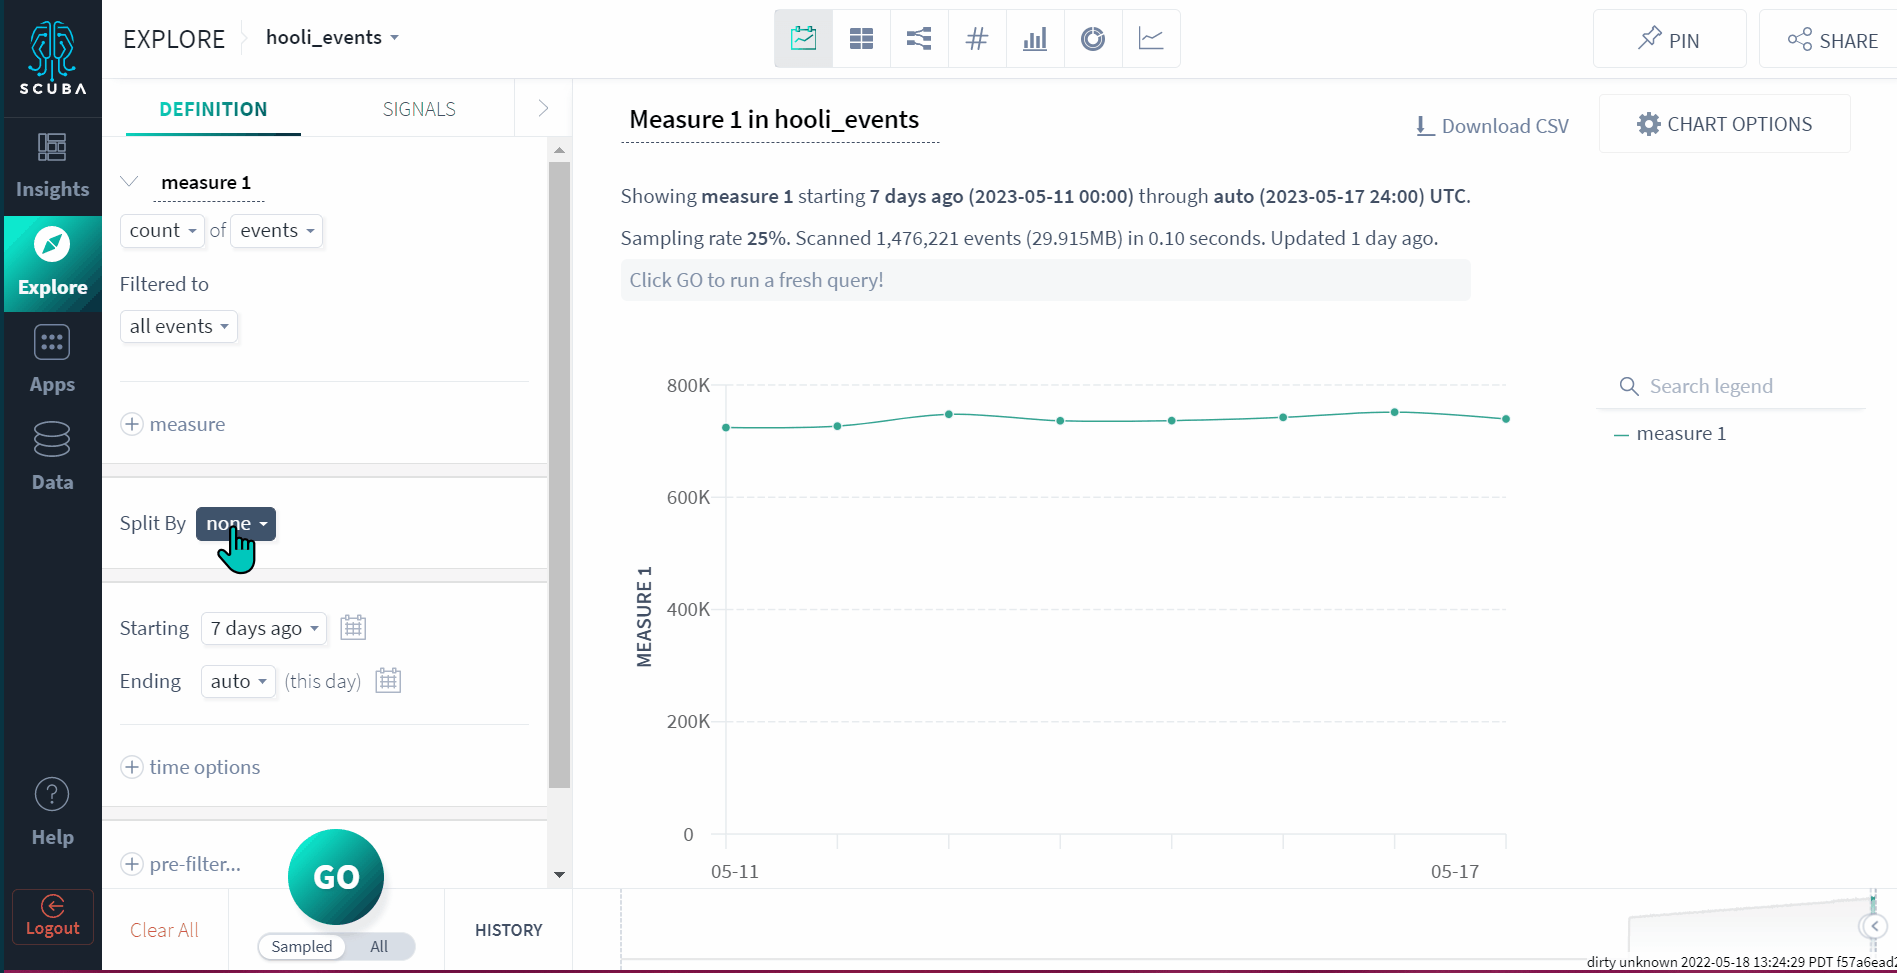 SCUBA
Insights
Explore
Apps
Data
Help
Logout
EXPLORE
hooli_events
PIN
SHARE
DEFINITION
SIGNALS
measure 1
count of events
Filtered to
all events
measure
Split By none
Starting 7 days ago
Ending auto (this day)
time options
pre-filter...
GO
Clear All
Sampled All
HISTORY
Measure 1 in hooli_events
Download CSV
CHART OPTIONS
Showing measure 1 starting 7 days ago (2023-05-11 00:00) through auto (2023-05-17 24:00) UTC.
Sampling rate 25%. Scanned 1,476,221 events (29.915MB) in 0.10 seconds. Updated 1 day ago.
Click GO to run a fresh query!
800K
600K
400K
200K
0
MEASURE 1
05-11
05-17
Search legend
measure 1
dirty unknown 2022-05-18 13:24:29 PDT f57a6ead2